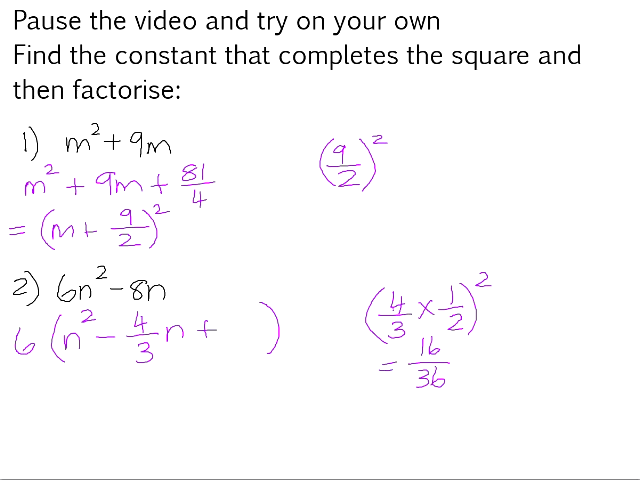 Pause the video and try on your own
Find the constant that completes the square and
then factorise:
1) m² + 9m
(9/2)²
m² + 9m + 81/4
= (m + 9/2)²
2) 6n² - 8n
6 (n² - 4/3 n +    )
(4/3 × 1/2)²
= 16/36